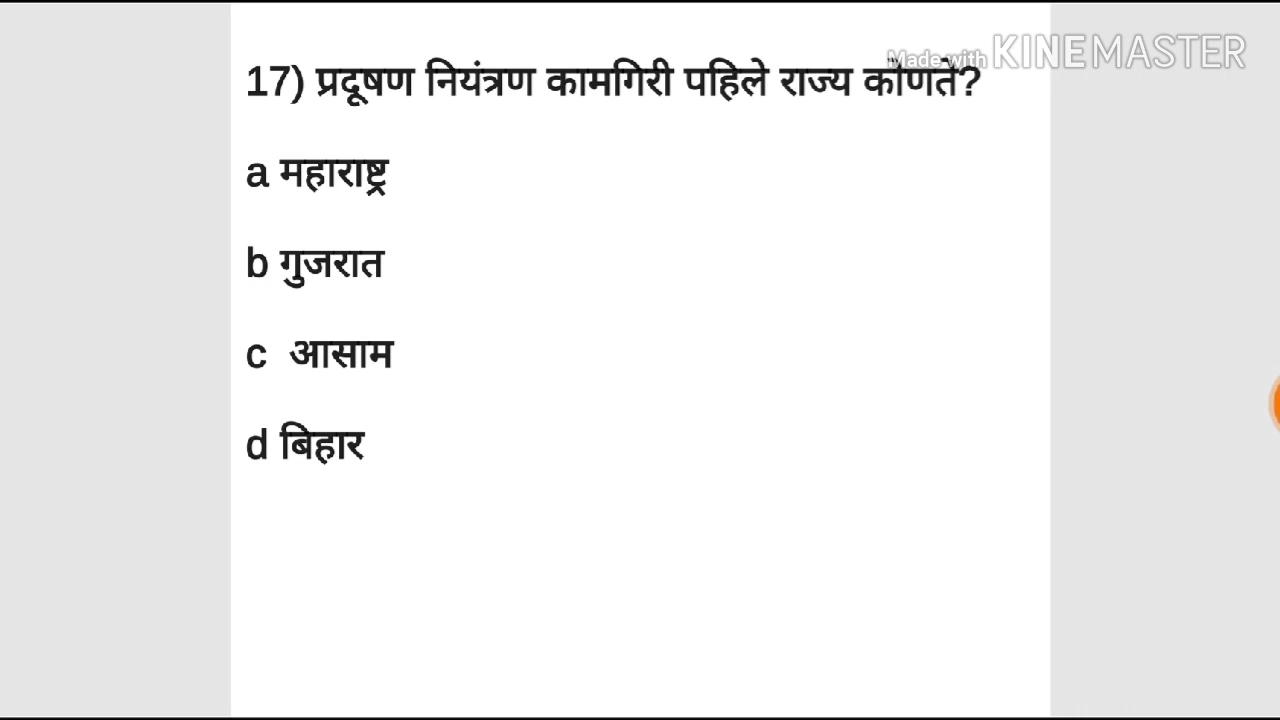 Made with KINEMASTER
17) प्रदूषण नियंत्रण कामगिरी पहिले राज्य कोणते?
a महाराष्ट्र
b गुजरात
c आसाम
d बिहार